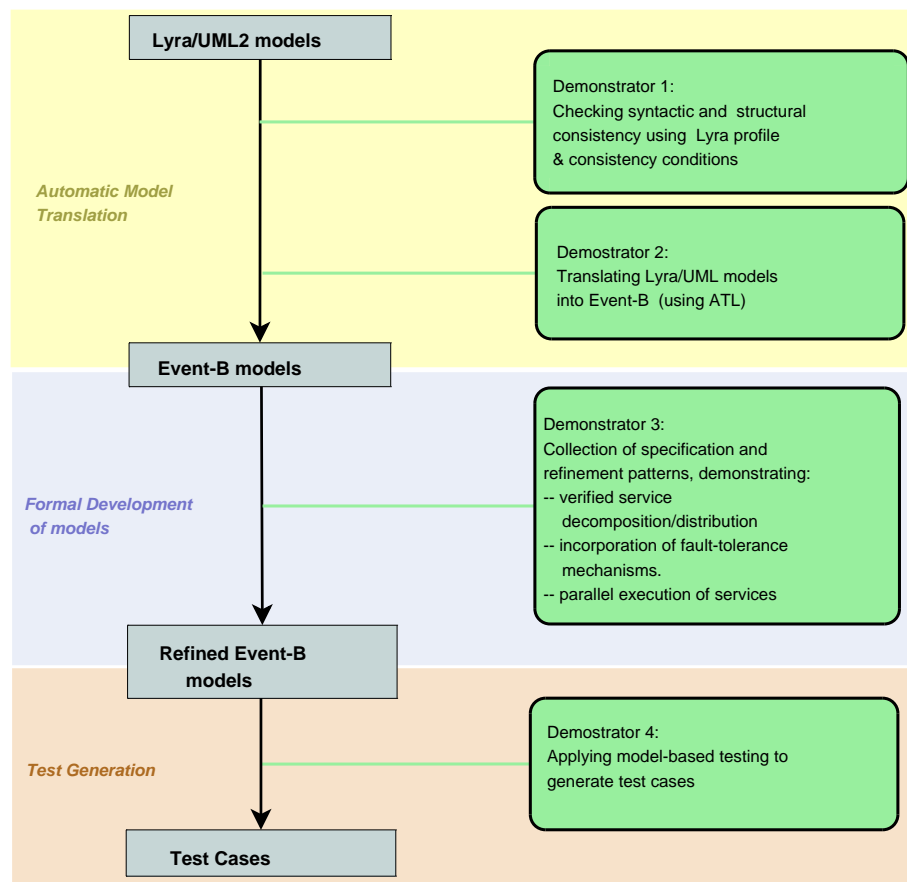 Lyra/UML2 models
Demonstrator 1:
Checking syntactic and structural
consistency using Lyra profile
& consistency conditions
Automatic Model
Translation
Demostrator 2:
Translating Lyra/UML models
into Event-B (using ATL)
Event-B models
Demonstrator 3:
Collection of specification and
refinement patterns, demonstrating:
-- verified service
decomposition/distribution
-- incorporation of fault-tolerance
mechanisms.
-- parallel execution of services
Formal Development
of models
Refined Event-B
models
Demostrator 4:
Applying model-based testing to
generate test cases
Test Generation
Test Cases